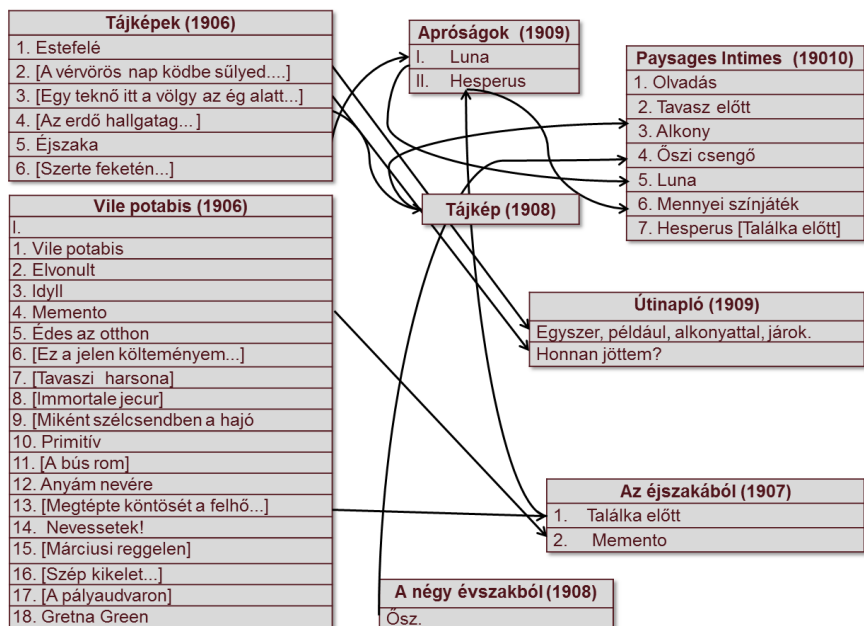 Tájképek (1906)
1. Estefelé
2. [A vérvörös nap ködbe sűlyed....]
3. [Egy teknő itt a völgy az ég alatt...]
4. [Az erdő hallgatag... ]
5. Éjszaka
6. [Szerte feketén...]
Vile potabis (1906)
I.
1. Vile potabis
2. Elvonult
3. Idyll
4. Memento
5. Édes az otthon
6. [Ez a jelen költeményem...]
7. [Tavaszi harsona]
8. [Immortale jecur]
9. [Miként szélcsendben a hajó
10. Primitív
11. [A bús rom]
12. Anyám nevére
13. [Megtépte köntösét a felhő...]
14. Nevessetek!
15. [Márciusi reggelen]
16. [Szép kikelet...]
17. [A pályaudvaron]
18. Gretna Green
Apróságok (1909)
I. Luna
II. Hesperus
Tájkép (1908)
Paysages Intimes (19010)
1. Olvadás
2. Tavasz előtt
3. Alkony
4. Őszi csengő
5. Luna
6. Mennyei színjáték
7. Hesperus [Találka előtt]
Útinapló (1909)
Egyszer, például, alkonyattal, járok.
Honnan jöttem?
Az éjszakából (1907)
1. Találka előtt
2. Memento
A négy évszakból (1908)
Ősz.